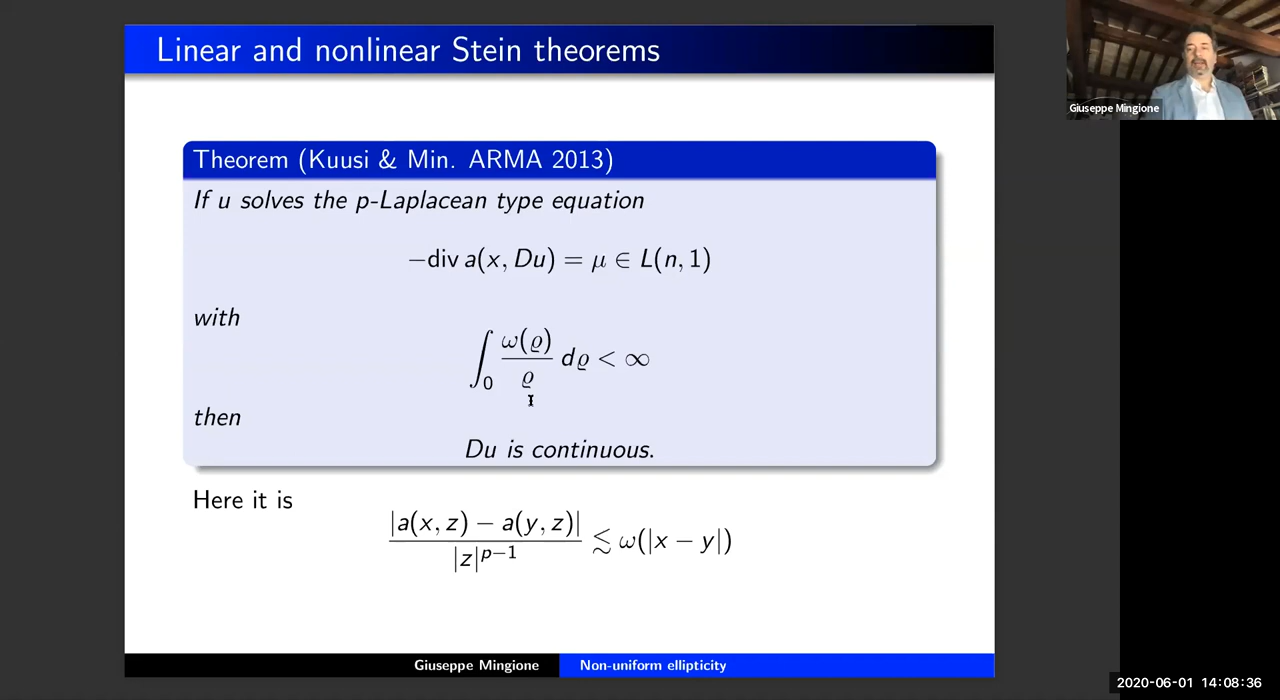 Linear and nonlinear Stein theorems
Giuseppe Mingione
Theorem (Kuusi & Min. ARMA 2013)
If u solves the p-Laplacean type equation
−div a(x, Du) = μ ∈ L(n, 1)
with
∫₀ ω(ϱ)/ϱ dϱ < ∞
then
Du is continuous.
Here it is
|a(x, z) − a(y, z)| / |z|^{p−1} ≲ ω(|x − y|)
Giuseppe Mingione Non-uniform ellipticity
2020-06-01 14:08:36